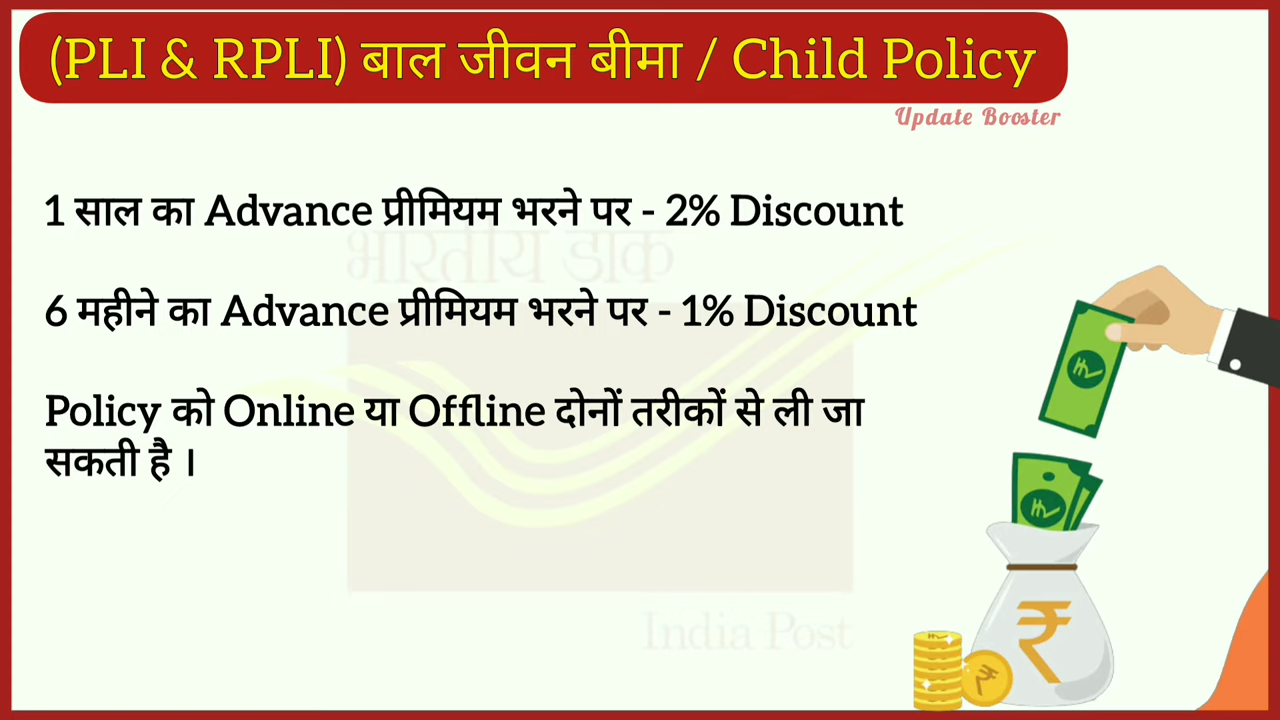 (PLI & RPLI) बाल जीवन बीमा / Child Policy
Update Booster
1 साल का Advance प्रीमियम भरने पर - 2% Discount
भारतीय डाक
6 महीने का Advance प्रीमियम भरने पर - 1% Discount
Policy को Online या Offline दोनों तरीकों से ली जा
सकती है ।
India Post
₹
₹